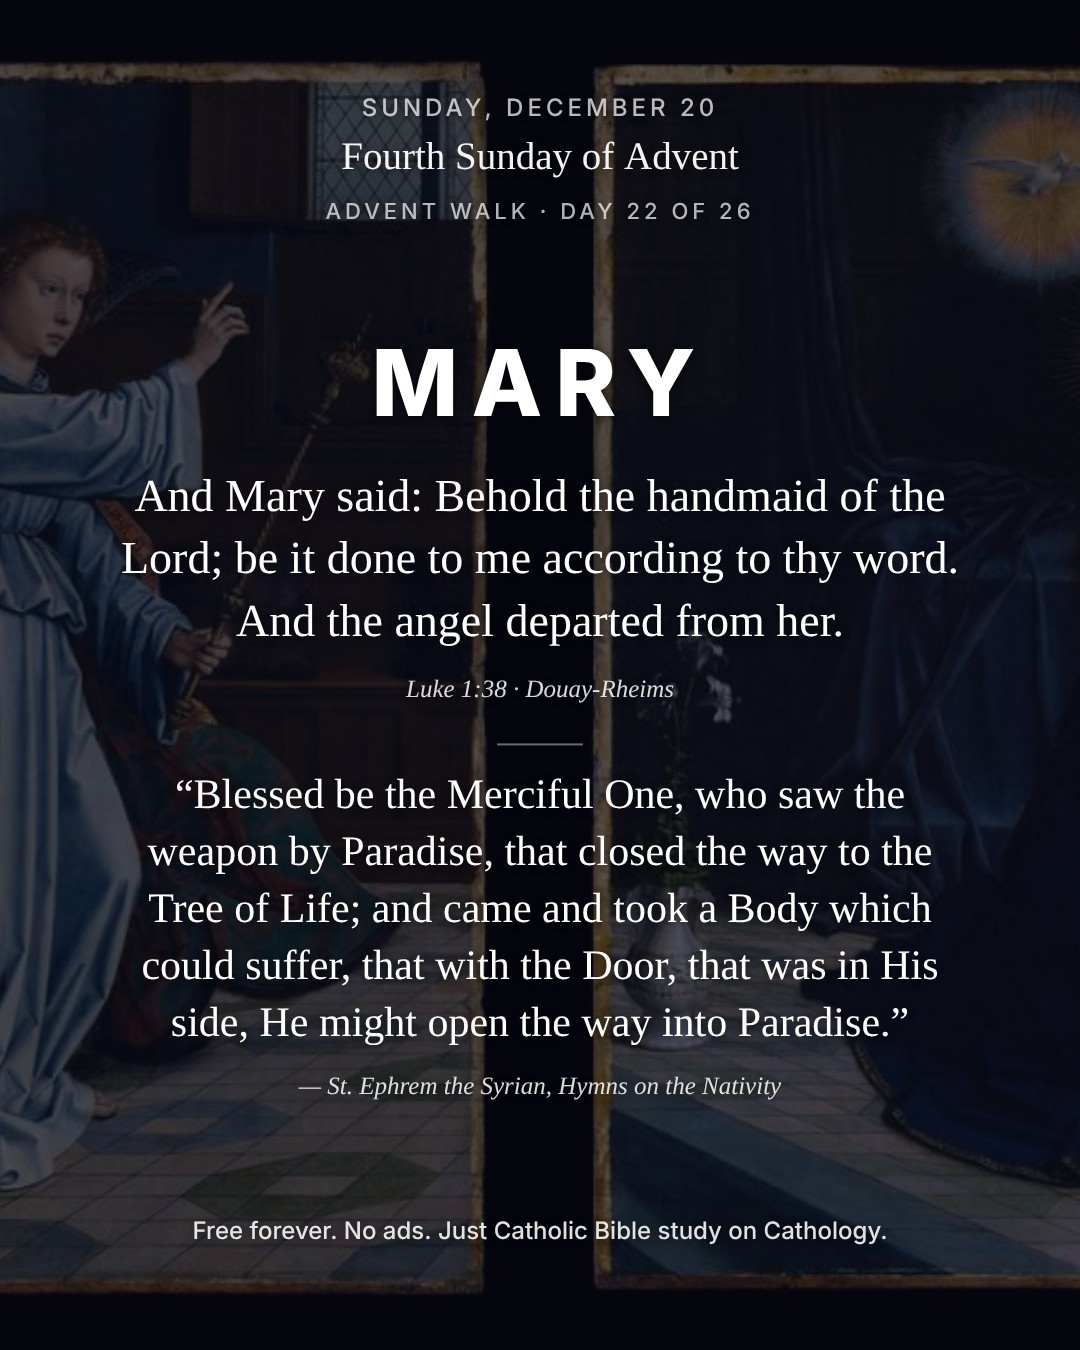 SUNDAY, DECEMBER 20
Fourth Sunday of Advent
ADVENT WALK · DAY 22 OF 26
MARY
And Mary said: Behold the handmaid of the
Lord; be it done to me according to thy word.
And the angel departed from her.
Luke 1:38 · Douay-Rheims
“Blessed be the Merciful One, who saw the
weapon by Paradise, that closed the way to the
Tree of Life; and came and took a Body which
could suffer, that with the Door, that was in His
side, He might open the way into Paradise.”
— St. Ephrem the Syrian, Hymns on the Nativity
Free forever. No ads. Just Catholic Bible study on Cathology.